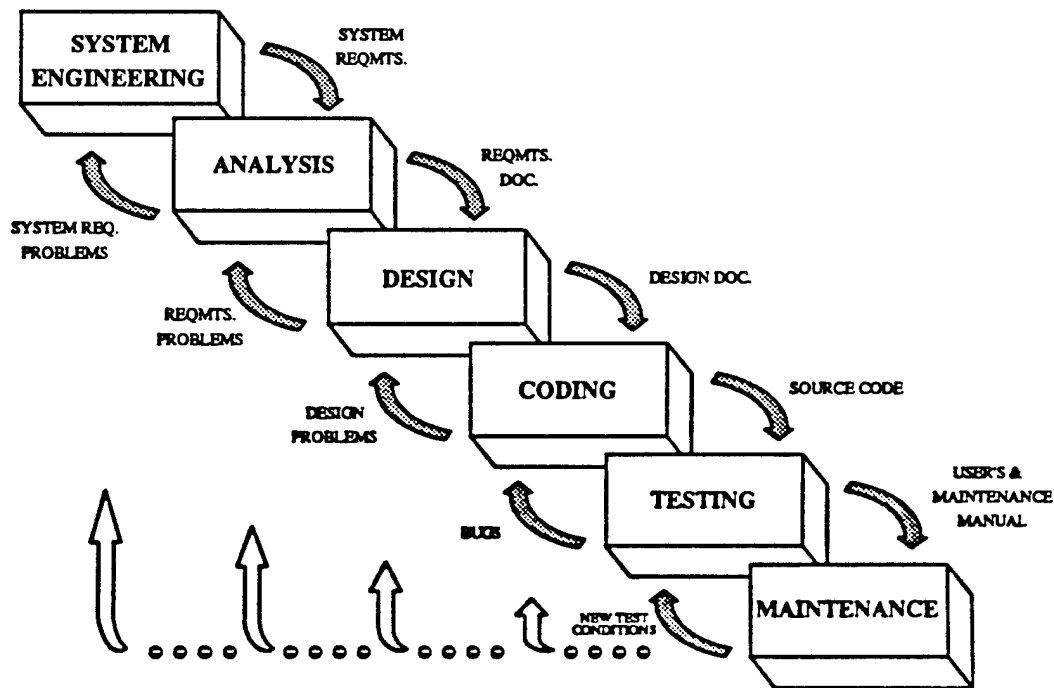 SYSTEM
ENGINEERING
SYSTEM
REQMTS.
ANALYSIS
REQMTS.
DOC.
SYSTEM REQ.
PROBLEMS
DESIGN
DESIGN DOC.
REQMTS.
PROBLEMS
CODING
SOURCE CODE
DESIGN
PROBLEMS
TESTING
USER'S &
MAINTENANCE
MANUAL
BUGS
MAINTENANCE
NEW TEST
CONDITIONS